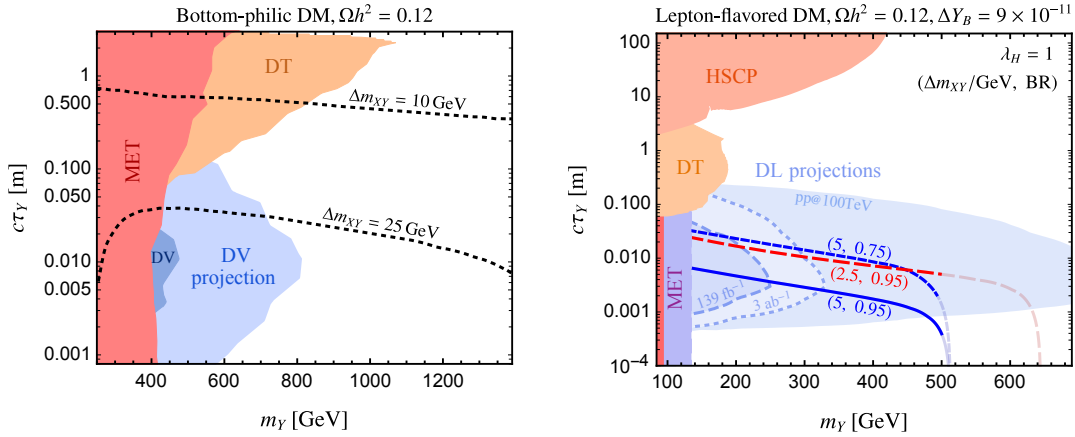 Bottom-philic DM, Ωh² = 0.12
cτ_Y [m]
1
0.500
0.100
0.050
0.010
0.005
0.001
DT
Δm_XY = 10 GeV
MET
Δm_XY = 25 GeV
DV
DV
projection
400 600 800 1000 1200
m_Y [GeV]
Lepton-flavored DM, Ωh² = 0.12, ΔY_B = 9 × 10⁻¹¹
cτ_Y [m]
100
10
1
0.100
0.010
0.001
10⁻⁴
λ_H = 1
(Δm_XY/GeV, BR)
HSCP
DT
DL projections
pp@100TeV
(5, 0.75)
(2.5, 0.95)
(5, 0.95)
MET
139 fb⁻¹
3 ab⁻¹
100 200 300 400 500 600
m_Y [GeV]